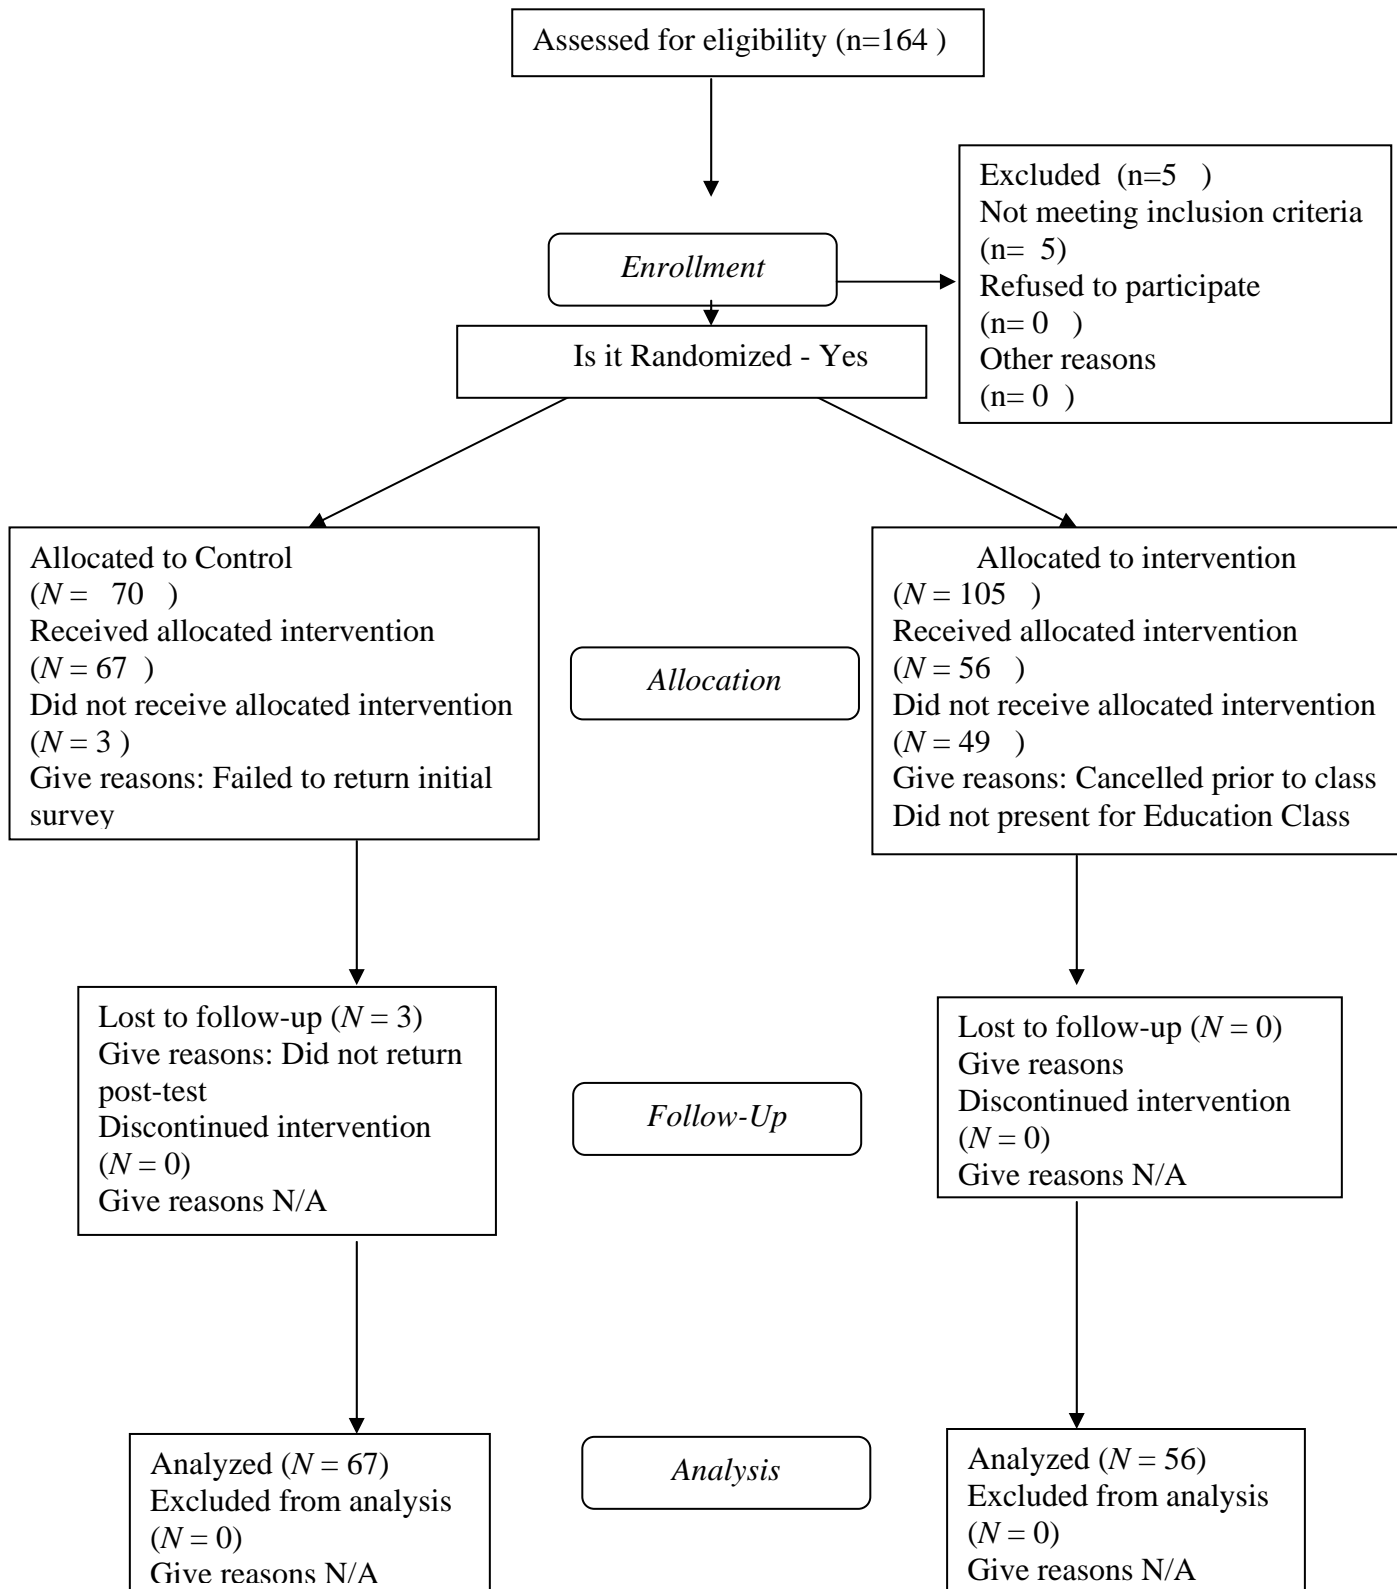 Assessed for eligibility (n=164 )
Excluded  (n=5   )
Not meeting inclusion criteria
(n=  5)
Refused to participate
(n= 0   )
Other reasons
(n= 0  )
Enrollment
Is it Randomized - Yes
Allocated to Control
(N =   70   )
Received allocated intervention
(N = 67   )
Did not receive allocated intervention
(N = 3 )
Give reasons: Failed to return initial
survey
Allocation
Allocated to intervention
(N = 105   )
Received allocated intervention
(N = 56    )
Did not receive allocated intervention
(N = 49   )
Give reasons: Cancelled prior to class
Did not present for Education Class
Lost to follow-up (N = 3)
Give reasons: Did not return
post-test
Discontinued intervention
(N = 0)
Give reasons N/A
Follow-Up
Lost to follow-up (N = 0)
Give reasons
Discontinued intervention
(N = 0)
Give reasons N/A
Analyzed (N = 67)
Excluded from analysis
(N = 0)
Give reasons N/A
Analysis
Analyzed (N = 56)
Excluded from analysis
(N = 0)
Give reasons N/A